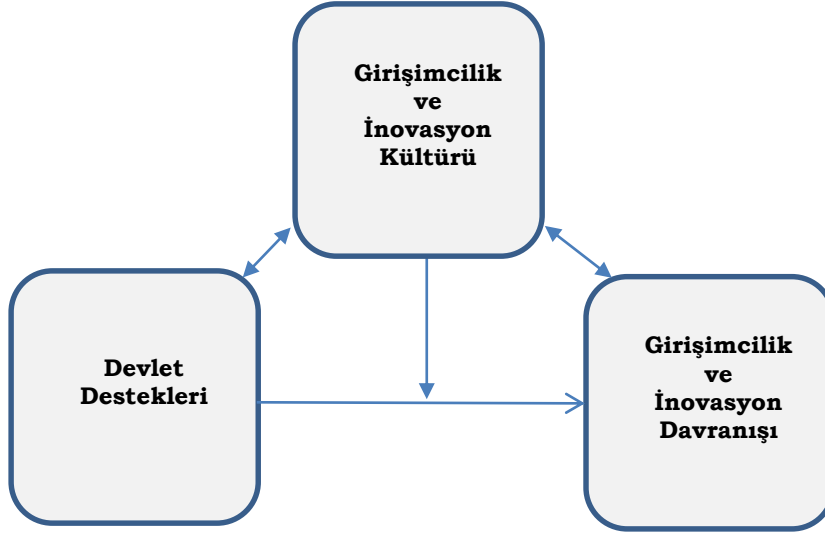 Girişimcilik
ve
İnovasyon
Kültürü
Devlet
Destekleri
Girişimcilik
ve
İnovasyon
Davranışı